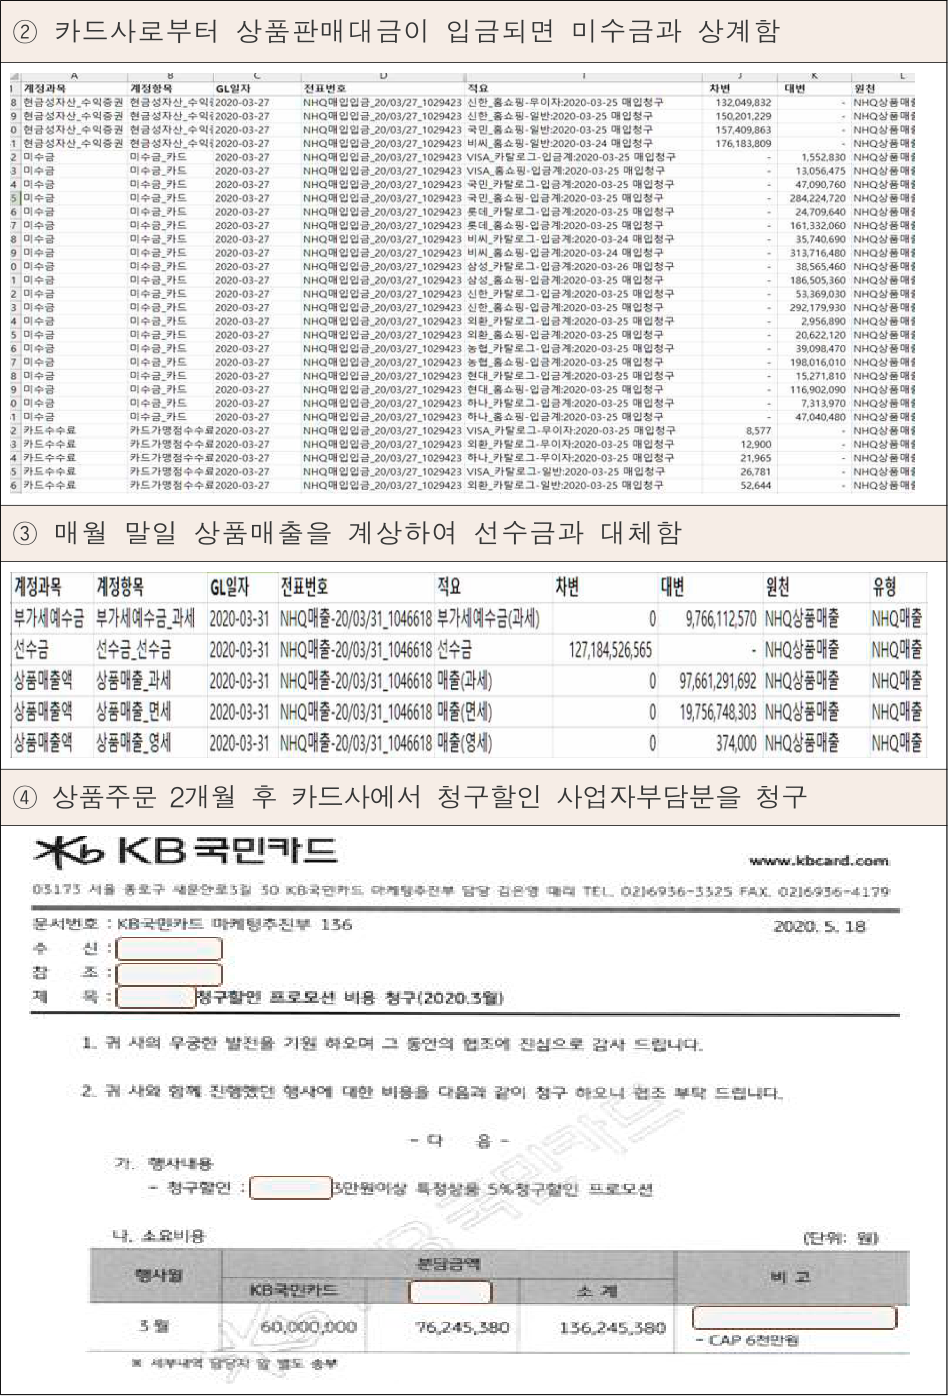 ② 카드사로부터 상품판매대금이 입금되면 미수금과 상계함
A B C D I J K L
계정과목 계정항목 GL일자 전표번호 적요 차변 대변 원천
8 현금성자산_수익증권 현금성자산_수익 2020-03-27 NHQ매입입금_20/03/27_1029423 신한_홈쇼핑-무이자:2020-03-25 매입청구 132,049,832 - NHQ상품매출
9 현금성자산_수익증권 현금성자산_수익 2020-03-27 NHQ매입입금_20/03/27_1029423 신한_홈쇼핑-일반:2020-03-25 매입청구 150,201,229 - NHQ상품매출
0 현금성자산_수익증권 현금성자산_수익 2020-03-27 NHQ매입입금_20/03/27_1029423 국민_홈쇼핑-일반:2020-03-25 매입청구 157,409,863 - NHQ상품매출
1 현금성자산_수익증권 현금성자산_수익 2020-03-27 NHQ매입입금_20/03/27_1029423 비씨_홈쇼핑-일반:2020-03-24 매입청구 176,183,809 - NHQ상품매출
2 미수금 미수금_카드 2020-03-27 NHQ매입입금_20/03/27_1029423 VISA_카탈로그-입금계:2020-03-25 매입청구 - 1,552,830 NHQ상품매출
3 미수금 미수금_카드 2020-03-27 NHQ매입입금_20/03/27_1029423 VISA_홈쇼핑-입금계:2020-03-25 매입청구 - 13,056,475 NHQ상품매출
4 미수금 미수금_카드 2020-03-27 NHQ매입입금_20/03/27_1029423 국민_카탈로그-입금계:2020-03-25 매입청구 - 47,090,760 NHQ상품매출
5 미수금 미수금_카드 2020-03-27 NHQ매입입금_20/03/27_1029423 국민_홈쇼핑-입금계:2020-03-25 매입청구 - 284,224,720 NHQ상품매출
6 미수금 미수금_카드 2020-03-27 NHQ매입입금_20/03/27_1029423 롯데_카탈로그-입금계:2020-03-25 매입청구 - 24,709,640 NHQ상품매출
7 미수금 미수금_카드 2020-03-27 NHQ매입입금_20/03/27_1029423 롯데_홈쇼핑-입금계:2020-03-25 매입청구 - 161,332,060 NHQ상품매출
8 미수금 미수금_카드 2020-03-27 NHQ매입입금_20/03/27_1029423 비씨_카탈로그-입금계:2020-03-24 매입청구 - 35,740,690 NHQ상품매출
9 미수금 미수금_카드 2020-03-27 NHQ매입입금_20/03/27_1029423 비씨_홈쇼핑-입금계:2020-03-24 매입청구 - 313,716,480 NHQ상품매출
0 미수금 미수금_카드 2020-03-27 NHQ매입입금_20/03/27_1029423 삼성_카탈로그-입금계:2020-03-26 매입청구 - 38,565,460 NHQ상품매출
1 미수금 미수금_카드 2020-03-27 NHQ매입입금_20/03/27_1029423 삼성_홈쇼핑-입금계:2020-03-25 매입청구 - 186,505,360 NHQ상품매출
2 미수금 미수금_카드 2020-03-27 NHQ매입입금_20/03/27_1029423 신한_카탈로그-입금계:2020-03-25 매입청구 - 53,369,030 NHQ상품매출
3 미수금 미수금_카드 2020-03-27 NHQ매입입금_20/03/27_1029423 신한_홈쇼핑-입금계:2020-03-25 매입청구 - 292,179,930 NHQ상품매출
4 미수금 미수금_카드 2020-03-27 NHQ매입입금_20/03/27_1029423 외환_카탈로그-입금계:2020-03-25 매입청구 - 2,956,890 NHQ상품매출
5 미수금 미수금_카드 2020-03-27 NHQ매입입금_20/03/27_1029423 외환_홈쇼핑-입금계:2020-03-25 매입청구 - 20,622,120 NHQ상품매출
6 미수금 미수금_카드 2020-03-27 NHQ매입입금_20/03/27_1029423 농협_카탈로그-입금계:2020-03-25 매입청구 - 39,098,470 NHQ상품매출
7 미수금 미수금_카드 2020-03-27 NHQ매입입금_20/03/27_1029423 농협_홈쇼핑-입금계:2020-03-25 매입청구 - 198,016,010 NHQ상품매출
8 미수금 미수금_카드 2020-03-27 NHQ매입입금_20/03/27_1029423 현대_카탈로그-입금계:2020-03-25 매입청구 - 15,271,810 NHQ상품매출
9 미수금 미수금_카드 2020-03-27 NHQ매입입금_20/03/27_1029423 현대_홈쇼핑-입금계:2020-03-25 매입청구 - 116,902,090 NHQ상품매출
0 미수금 미수금_카드 2020-03-27 NHQ매입입금_20/03/27_1029423 하나_카탈로그-입금계:2020-03-25 매입청구 - 7,313,970 NHQ상품매출
1 미수금 미수금_카드 2020-03-27 NHQ매입입금_20/03/27_1029423 하나_홈쇼핑-입금계:2020-03-25 매입청구 - 47,040,480 NHQ상품매출
2 카드수수료 카드가맹점수수료 2020-03-27 NHQ매입입금_20/03/27_1029423 VISA_카탈로그-무이자:2020-03-25 매입청구 8,577 - NHQ상품매출
3 카드수수료 카드가맹점수수료 2020-03-27 NHQ매입입금_20/03/27_1029423 외환_카탈로그-무이자:2020-03-25 매입청구 12,900 - NHQ상품매출
4 카드수수료 카드가맹점수수료 2020-03-27 NHQ매입입금_20/03/27_1029423 하나_카탈로그-무이자:2020-03-25 매입청구 21,965 - NHQ상품매출
5 카드수수료 카드가맹점수수료 2020-03-27 NHQ매입입금_20/03/27_1029423 VISA_카탈로그-일반:2020-03-25 매입청구 26,781 - NHQ상품매출
6 카드수수료 카드가맹점수수료 2020-03-27 NHQ매입입금_20/03/27_1029423 외환_카탈로그-일반:2020-03-25 매입청구 52,644 - NHQ상품매출
③ 매월 말일 상품매출을 계상하여 선수금과 대체함
계정과목 계정항목 GL일자 전표번호 적요 차변 대변 원천 유형
부가세예수금 부가세예수금_과세 2020-03-31 NHQ매출-20/03/31_1046618 부가세예수금(과세) 0 9,766,112,570 NHQ상품매출 NHQ매출
선수금 선수금_선수금 2020-03-31 NHQ매출-20/03/31_1046618 선수금 127,184,526,565 - NHQ상품매출 NHQ매출
상품매출액 상품매출_과세 2020-03-31 NHQ매출-20/03/31_1046618 매출(과세) 0 97,661,291,692 NHQ상품매출 NHQ매출
상품매출액 상품매출_면세 2020-03-31 NHQ매출-20/03/31_1046618 매출(면세) 0 19,756,748,303 NHQ상품매출 NHQ매출
상품매출액 상품매출_영세 2020-03-31 NHQ매출-20/03/31_1046618 매출(영세) 0 374,000 NHQ상품매출 NHQ매출
④ 상품주문 2개월 후 카드사에서 청구할인 사업자부담분을 청구
KB국민카드
www.kbcard.com
03173 서울 종로구 새문안로3길 30 KB국민카드 마케팅추진부 담당 김은영 대리 TEL. 02)6936-3325 FAX. 02)6936-4179
문서번호 : KB국민카드 마케팅추진부 136 2020. 5. 18
수 신 :
참 조 :
제 목 : 청구할인 프로모션 비용 청구(2020.3월)
1. 귀 사의 무궁한 발전을 기원 하오며 그 동안의 협조에 진심으로 감사 드립니다.
2. 귀 사와 함께 진행했던 행사에 대한 비용을 다음과 같이 청구 하오니 협조 부탁 드립니다.
- 다 음 -
가. 행사내용
- 청구할인 : 3만원이상 특정상품 5%청구할인 프로모션
나. 소요비용 (단위: 원)
행사월 분담금액 비 고
KB국민카드 소 계
3월 60,000,000 76,245,380 136,245,380
- CAP 6천만원
※ 세부내역 담당자 앞 별도 송부
KB국민카드